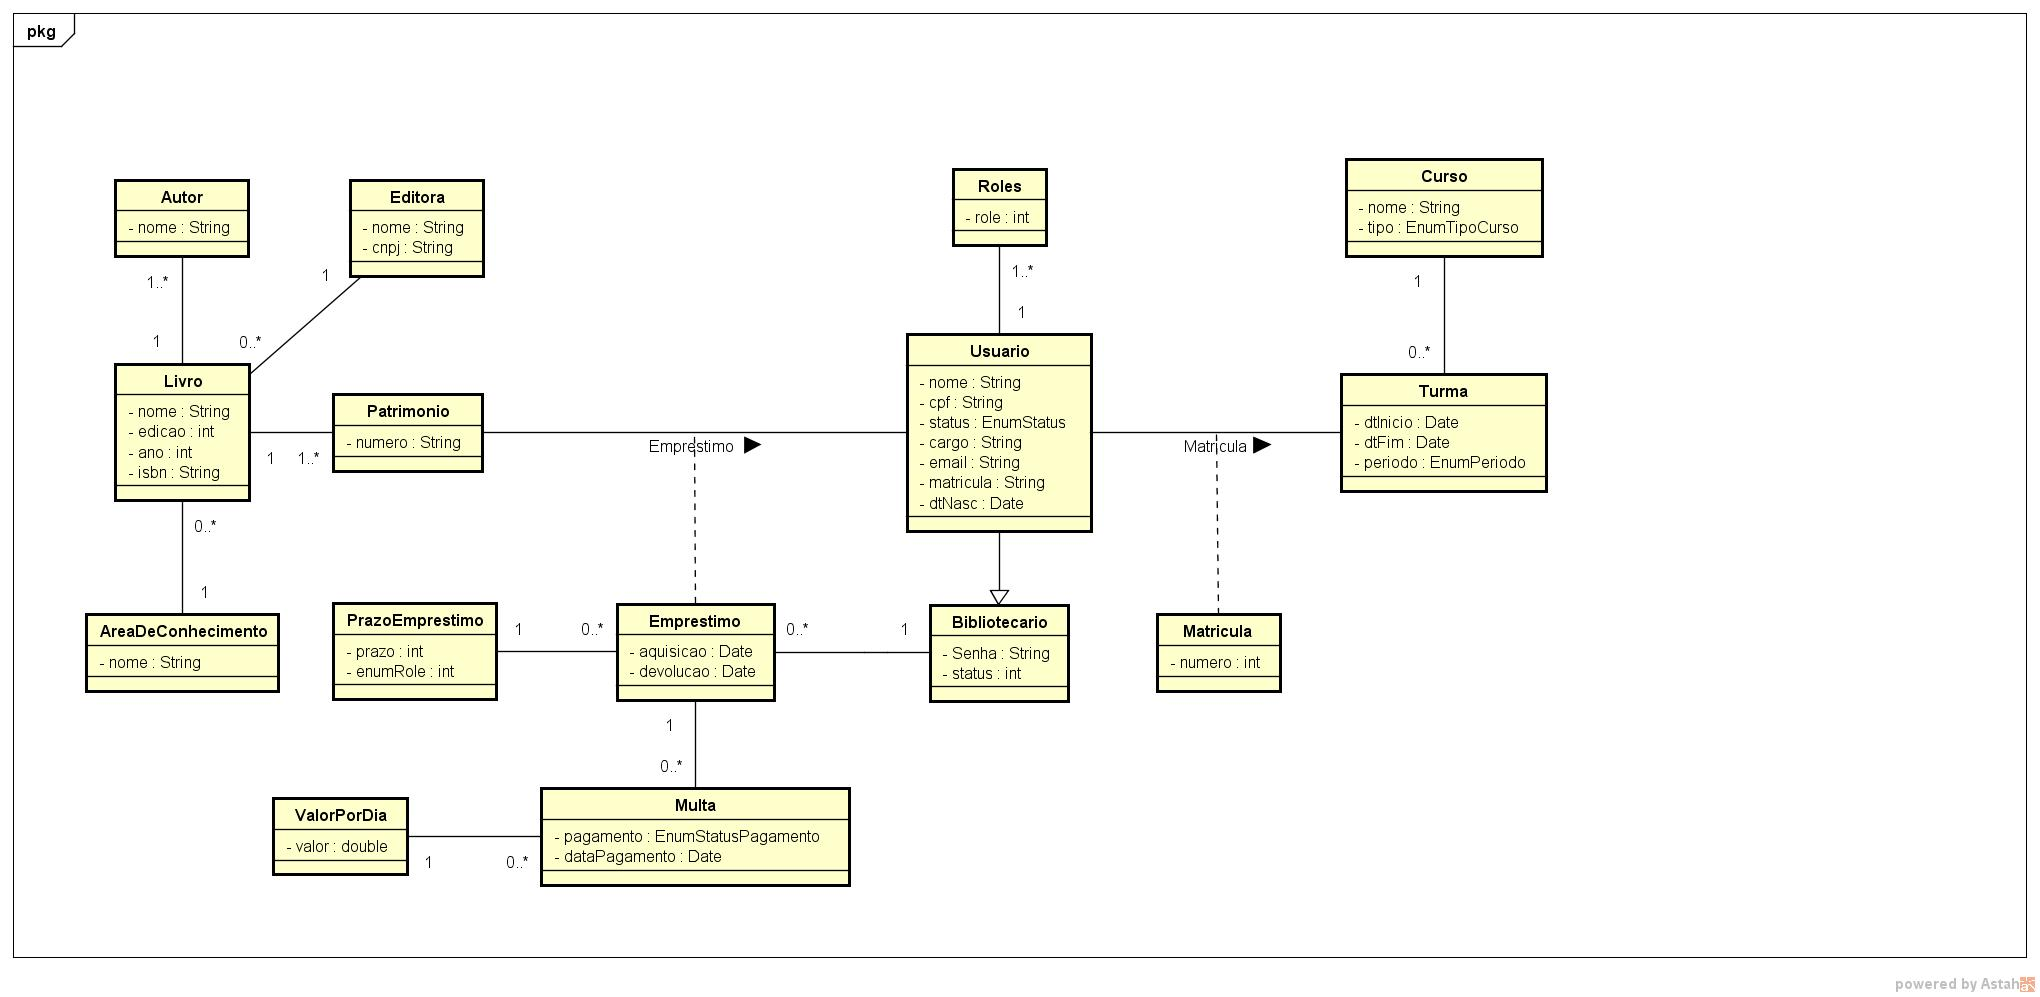 pkg
Autor
- nome : String
Editora
- nome : String
- cnpj : String
Roles
- role : int
Curso
- nome : String
- tipo : EnumTipoCurso
1..*
1
1
0..*
1..*
1
1
0..*
Livro
- nome : String
- edicao : int
- ano : int
- isbn : String
1
1..*
Patrimonio
- numero : String
Emprestimo
Usuario
- nome : String
- cpf : String
- status : EnumStatus
- cargo : String
- email : String
- matricula : String
- dtNasc : Date
Matricula
Turma
- dtInicio : Date
- dtFim : Date
- periodo : EnumPeriodo
0..*
1
AreaDeConhecimento
- nome : String
PrazoEmprestimo
- prazo : int
- enumRole : int
1
0..*
Emprestimo
- aquisicao : Date
- devolucao : Date
0..*
1
Bibliotecario
- Senha : String
- status : int
Matricula
- numero : int
1
0..*
ValorPorDia
- valor : double
1
0..*
Multa
- pagamento : EnumStatusPagamento
- dataPagamento : Date
powered by Astah